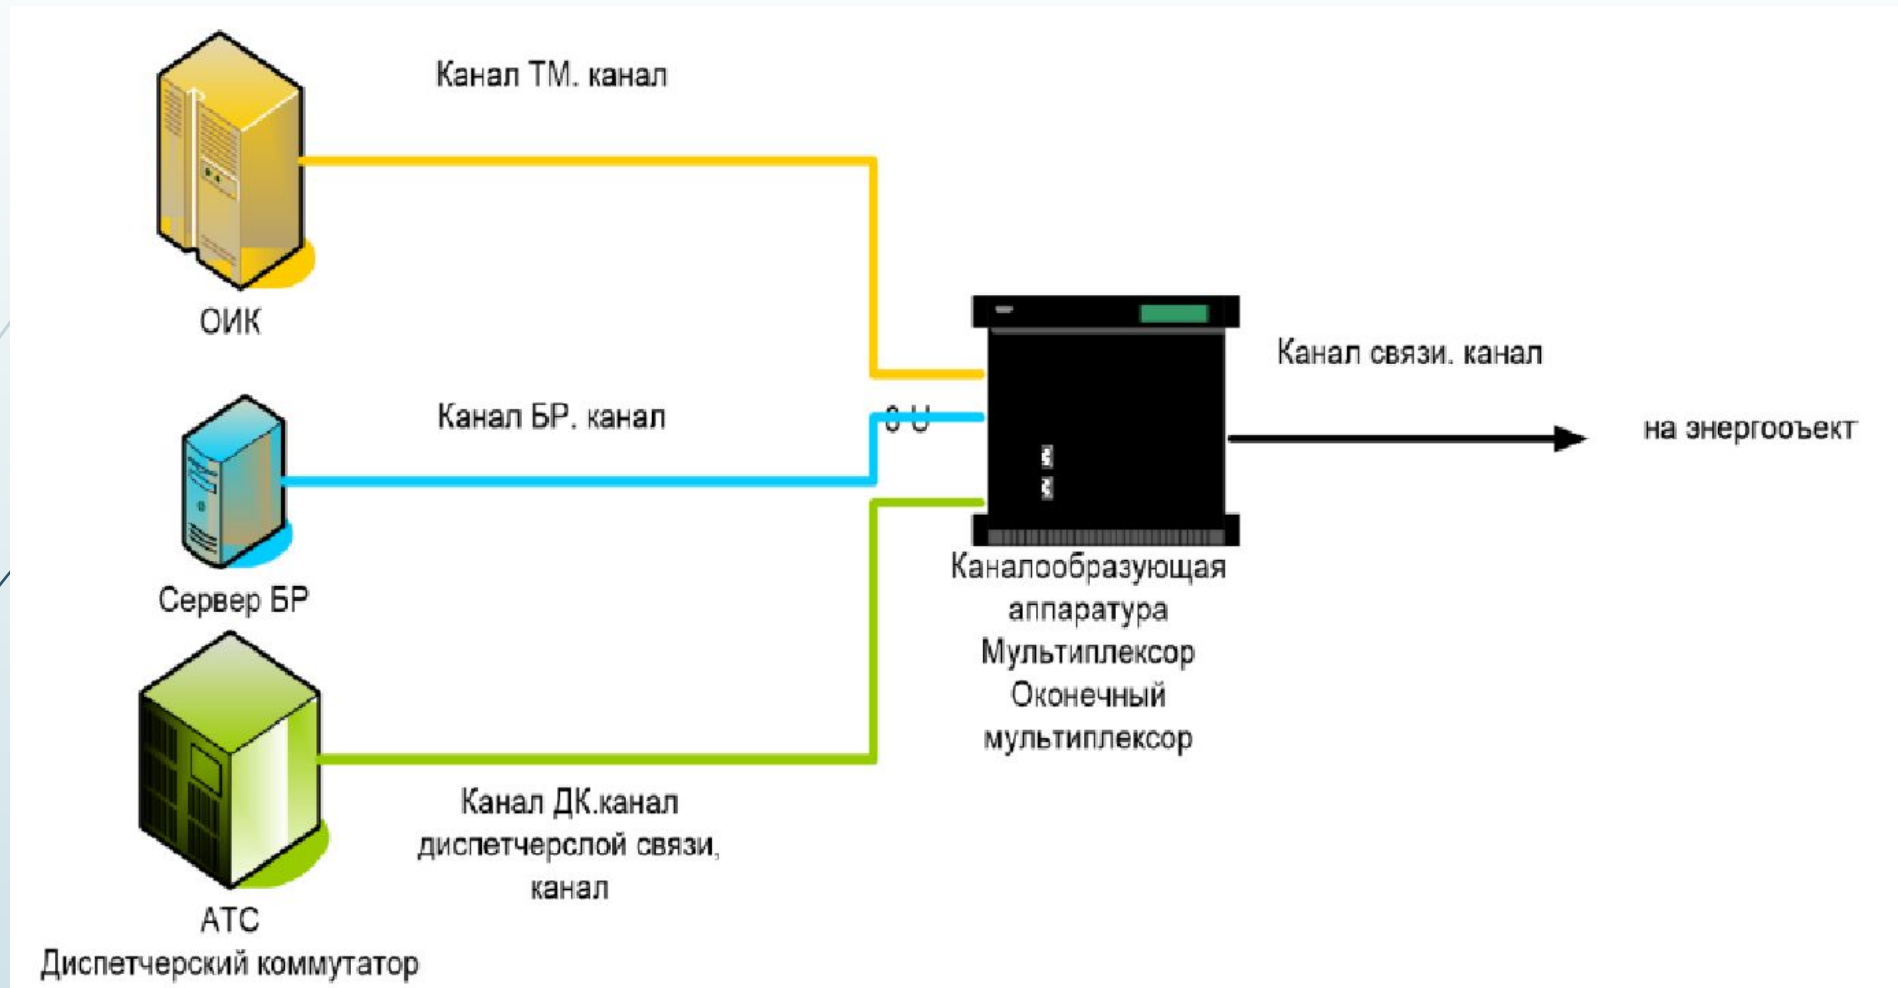 Канал ТМ. канал
ОИК
Канал БР. канал
Сервер БР
Канал связи. канал
на энергооъект
Каналообразующая
аппаратура
Мультиплексор
Оконечный
мультиплексор
Канал ДК.канал
диспетчерслой связи,
канал
АТС
Диспетчерский коммутатор